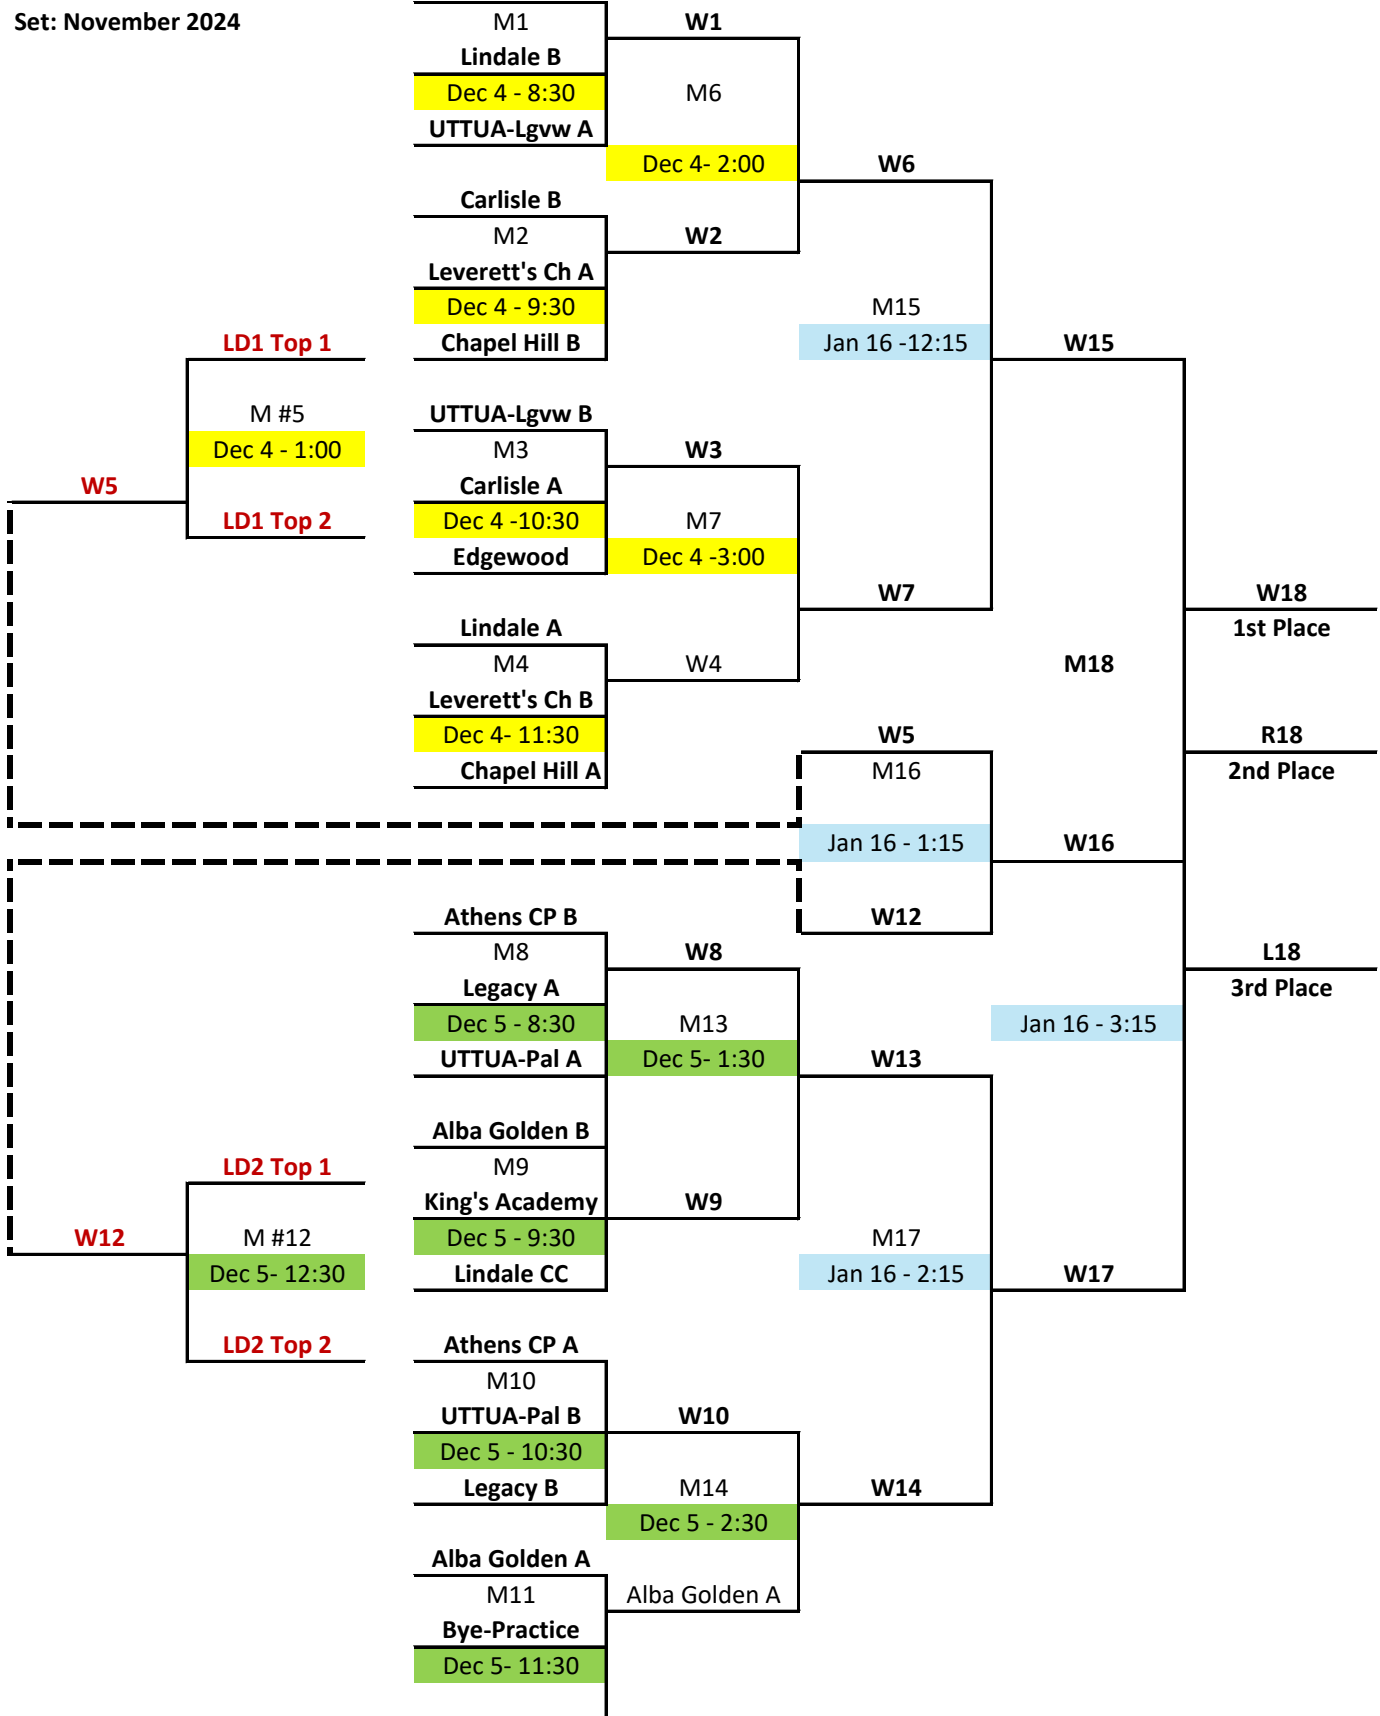 Set: November 2024
M1
W1
Lindale B
Dec 4 - 8:30
M6
UTTUA-Lgvw A
Dec 4- 2:00
W6
Carlisle B
M2
W2
Leverett's Ch A
Dec 4 - 9:30
M15
LD1 Top 1
Chapel Hill B
Jan 16 -12:15
W15
M #5
UTTUA-Lgvw B
Dec 4 - 1:00
M3
W3
W5
Carlisle A
LD1 Top 2
Dec 4 -10:30
M7
Edgewood
Dec 4 -3:00
W7
W18
Lindale A
1st Place
M4
W4
M18
Leverett's Ch B
Dec 4- 11:30
W5
R18
Chapel Hill A
M16
2nd Place
Jan 16 - 1:15
W16
Athens CP B
W12
M8
W8
L18
Legacy A
3rd Place
Dec 5 - 8:30
M13
Jan 16 - 3:15
UTTUA-Pal A
Dec 5- 1:30
W13
Alba Golden B
LD2 Top 1
M9
King's Academy
W9
W12
M #12
Dec 5 - 9:30
M17
Dec 5- 12:30
Lindale CC
Jan 16 - 2:15
W17
LD2 Top 2
Athens CP A
M10
UTTUA-Pal B
W10
Dec 5 - 10:30
Legacy B
M14
W14
Dec 5 - 2:30
Alba Golden A
M11
Alba Golden A
Bye-Practice
Dec 5- 11:30